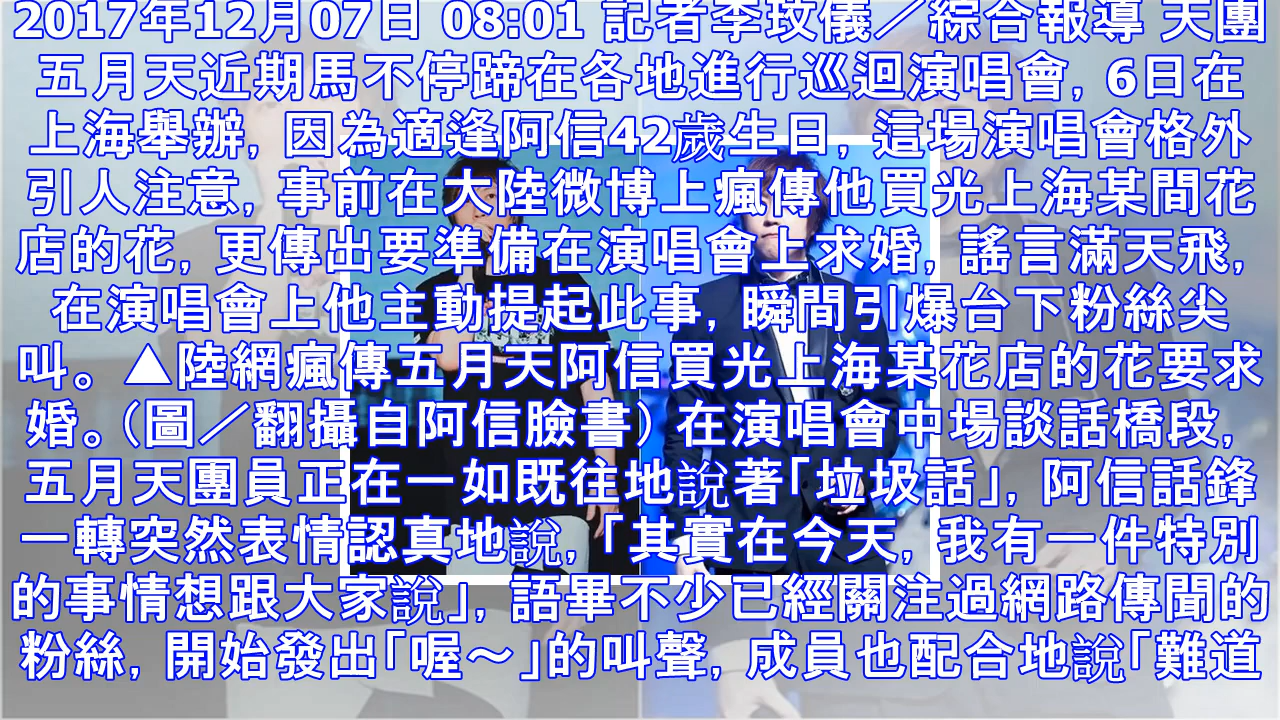 2017年12月07日 08:01 記者李玟儀／綜合報導 天團
五月天近期馬不停蹄在各地進行巡迴演唱會, 6日在
上海舉辦, 因為適逢阿信42歲生日, 這場演唱會格外
引人注意, 事前在大陸微博上瘋傳他買光上海某間花
店的花, 更傳出要準備在演唱會上求婚, 謠言滿天飛,
在演唱會上他主動提起此事, 瞬間引爆台下粉絲尖
叫。▲陸網瘋傳五月天阿信買光上海某花店的花要求
婚。(圖／翻攝自阿信臉書) 在演唱會中場談話橋段,
五月天團員正在一如既往地說著「垃圾話」, 阿信話鋒
一轉突然表情認真地說,「其實在今天, 我有一件特別
的事情想跟大家說」, 語畢不少已經關注過網路傳聞的
粉絲, 開始發出「喔～」的叫聲, 成員也配合地說「難道